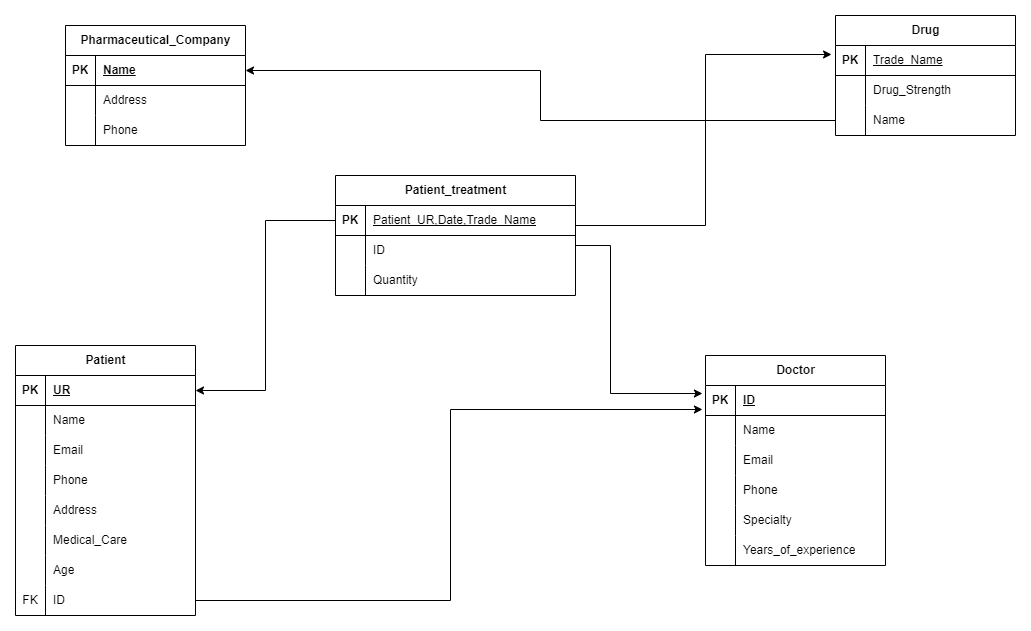 Pharmaceutical_Company
PK Name
Address
Phone
Drug
PK Trade_Name
Drug_Strength
Name
Patient_treatment
PK Patient_UR,Date,Trade_Name
ID
Quantity
Patient
PK UR
Name
Email
Phone
Address
Medical_Care
Age
FK ID
Doctor
PK ID
Name
Email
Phone
Specialty
Years_of_experience